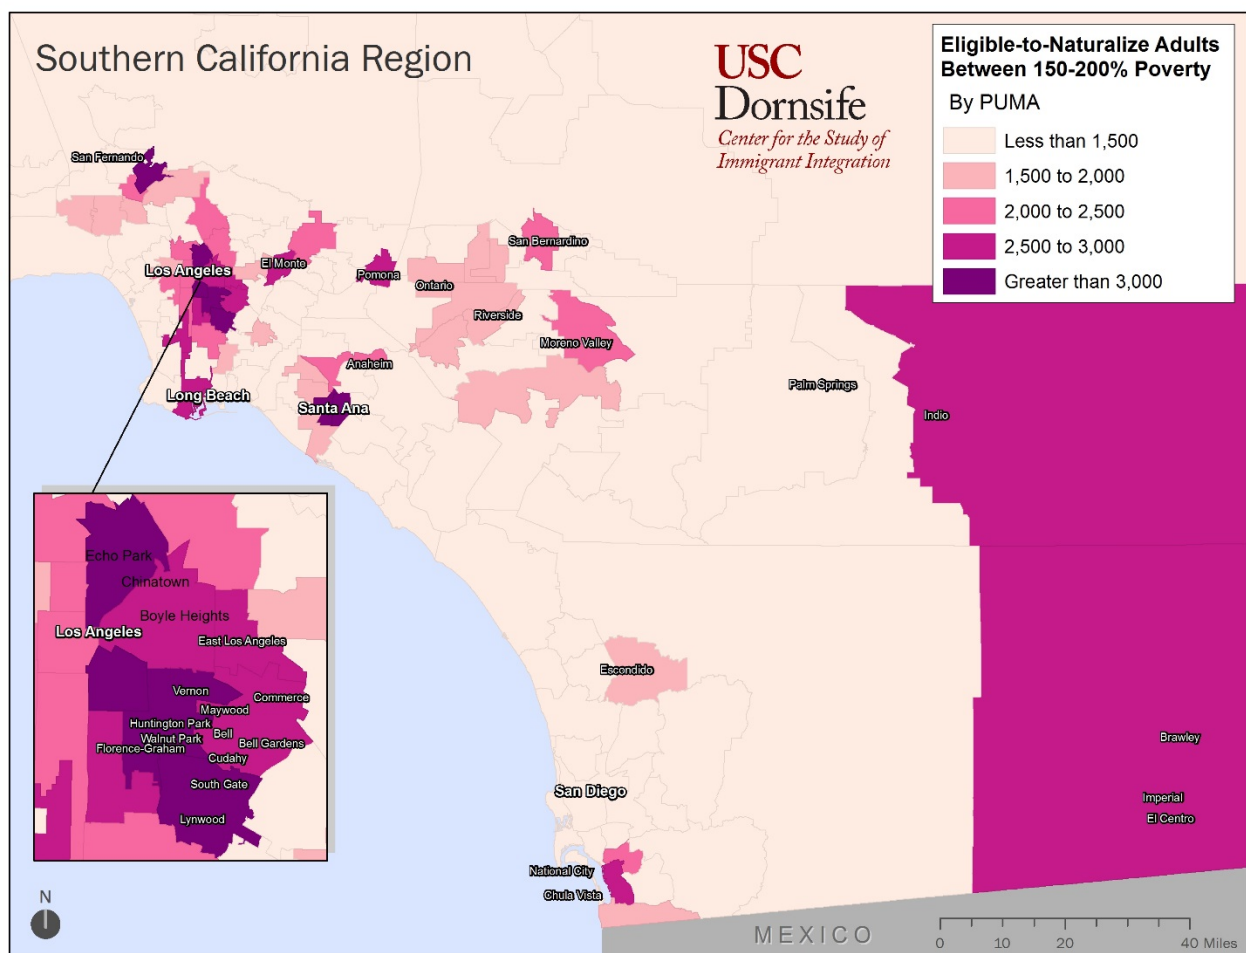 Southern California Region
USC
Dornsife
Center for the Study of
Immigrant Integration
Eligible-to-Naturalize Adults
Between 150-200% Poverty
By PUMA
Less than 1,500
1,500 to 2,000
2,000 to 2,500
2,500 to 3,000
Greater than 3,000
San Fernando
San Bernardino
Los Angeles
El Monte
Pomona
Ontario
Riverside
Moreno Valley
Anaheim
Palm Springs
Long Beach
Santa Ana
Indio
Echo Park
Chinatown
Boyle Heights
Los Angeles
East Los Angeles
Vernon
Commerce
Maywood
Huntington Park
Bell
Walnut Park
Bell Gardens
Florence-Graham
Cudahy
South Gate
Lynwood
Escondido
Brawley
San Diego
Imperial
El Centro
National City
Chula Vista
N
MEXICO
0 10 20 40 Miles